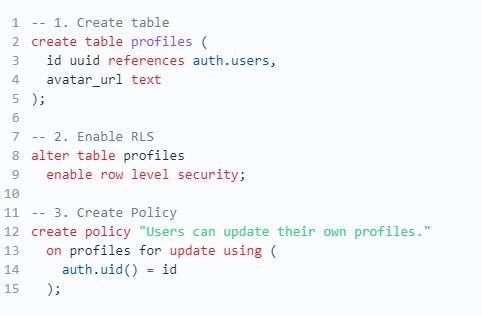 1 -- 1. Create table
2 create table profiles (
3   id uuid references auth.users,
4   avatar_url text
5 );
6
7 -- 2. Enable RLS
8 alter table profiles
9   enable row level security;
10
11 -- 3. Create Policy
12 create policy "Users can update their own profiles."
13   on profiles for update using (
14     auth.uid() = id
15   );